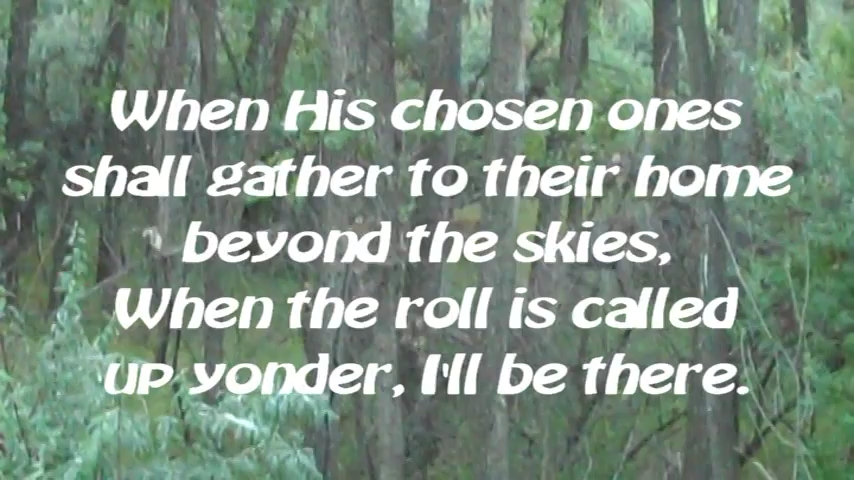 When His chosen ones
shall gather to their home
beyond the skies,
When the roll is called
up yonder, I'll be there.